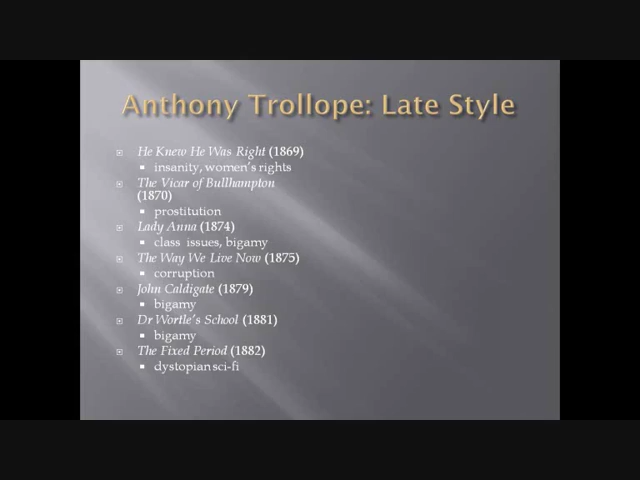 Anthony Trollope: Late Style
He Knew He Was Right (1869)
insanity, women's rights
The Vicar of Bullhampton
(1870)
prostitution
Lady Anna (1874)
class issues, bigamy
The Way We Live Now (1875)
corruption
John Caldigate (1879)
bigamy
Dr Wortle's School (1881)
bigamy
The Fixed Period (1882)
dystopian sci-fi